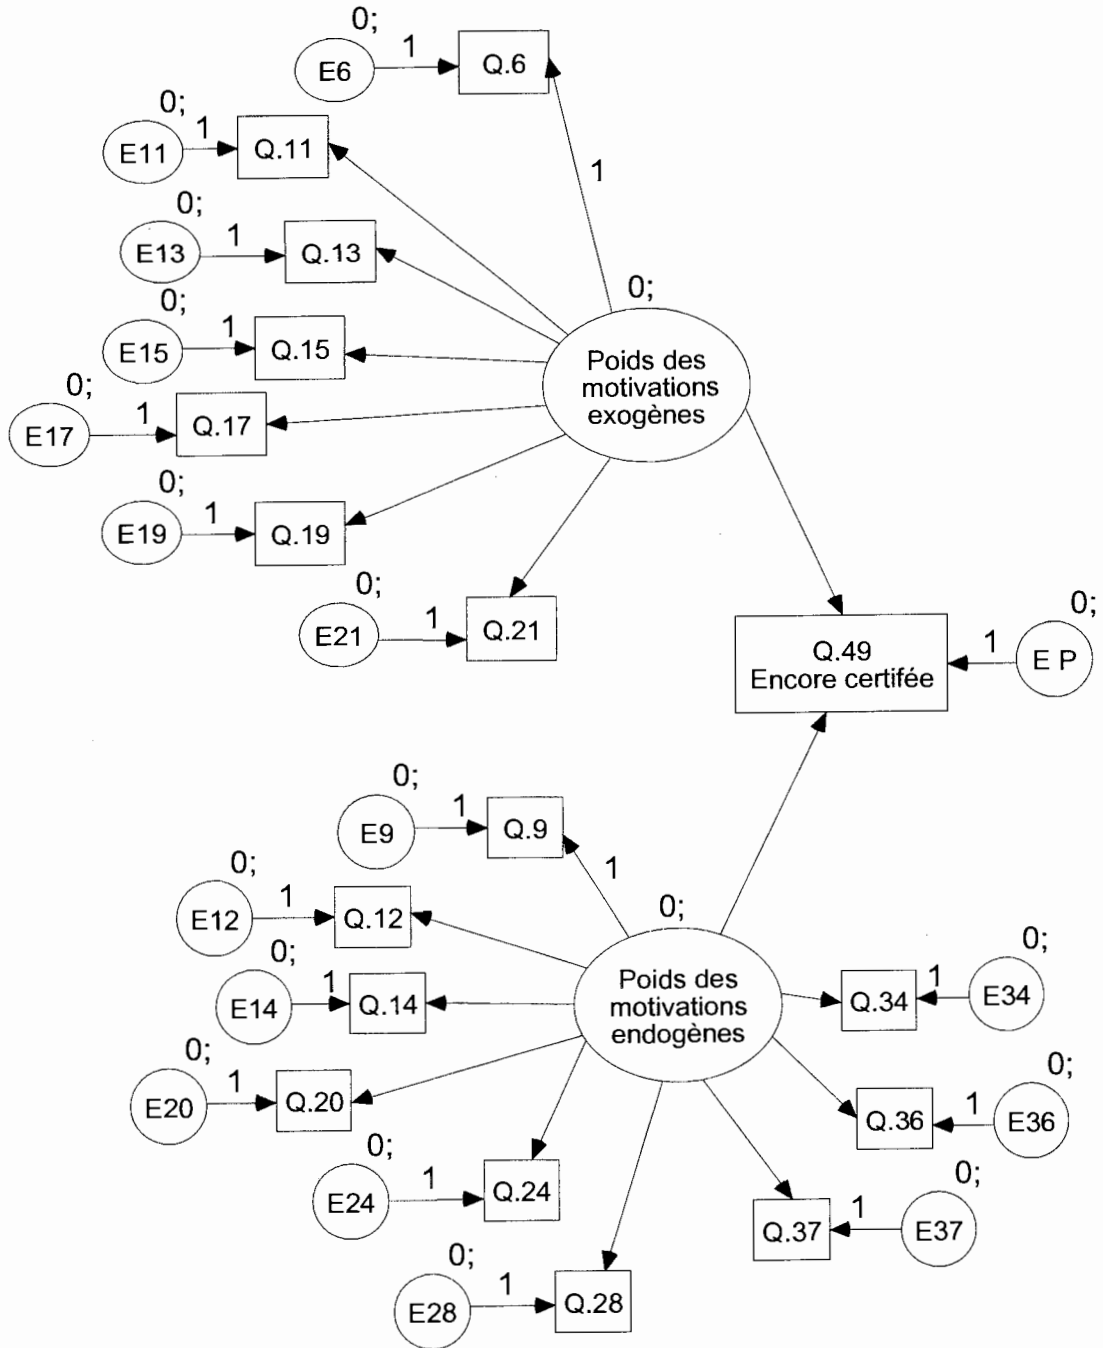 0;
E6
1
Q.6
0;
E11
1
Q.11
1
0;
E13
1
Q.13
0;
E15
1
Q.15
0;
Poids des
motivations
exogènes
0;
E17
1
Q.17
0;
E19
1
Q.19
0;
E21
1
Q.21
Q.49
Encore certifée
1
0;
E P
0;
E9
1
Q.9
1
0;
E12
1
Q.12
0;
Poids des
motivations
endogènes
0;
E14
1
Q.14
Q.34
1
0;
E34
0;
E20
1
Q.20
Q.36
1
0;
E36
0;
E24
1
Q.24
Q.37
1
0;
E37
0;
E28
1
Q.28